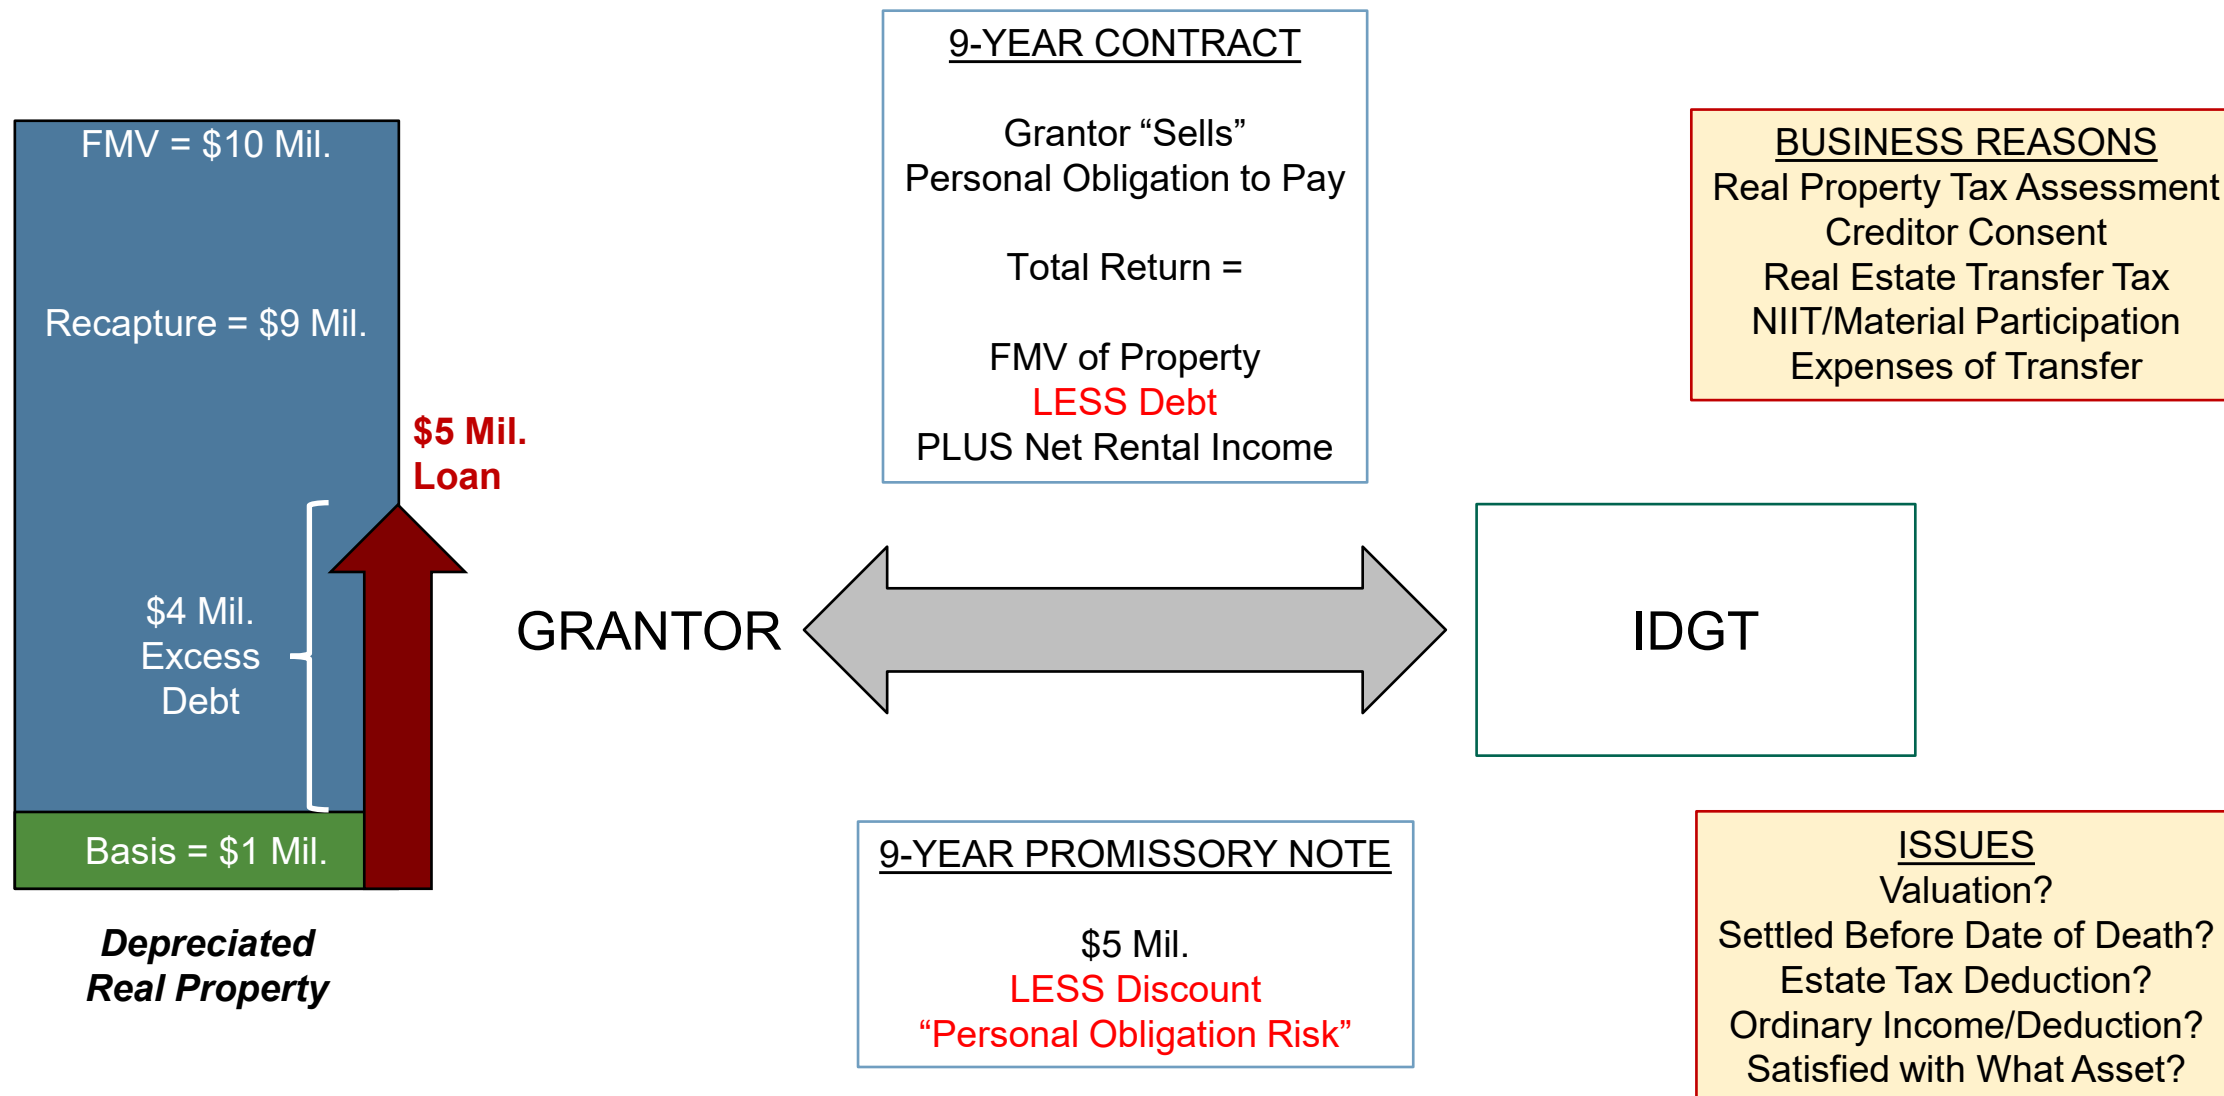 FMV = $10 Mil.
Recapture = $9 Mil.
$5 Mil.
Loan
$4 Mil.
Excess
Debt
Basis = $1 Mil.
Depreciated
Real Property
9-YEAR CONTRACT
Grantor “Sells”
Personal Obligation to Pay
Total Return =
FMV of Property
LESS Debt
PLUS Net Rental Income
GRANTOR
IDGT
9-YEAR PROMISSORY NOTE
$5 Mil.
LESS Discount
“Personal Obligation Risk”
BUSINESS REASONS
Real Property Tax Assessment
Creditor Consent
Real Estate Transfer Tax
NIIT/Material Participation
Expenses of Transfer
ISSUES
Valuation?
Settled Before Date of Death?
Estate Tax Deduction?
Ordinary Income/Deduction?
Satisfied with What Asset?